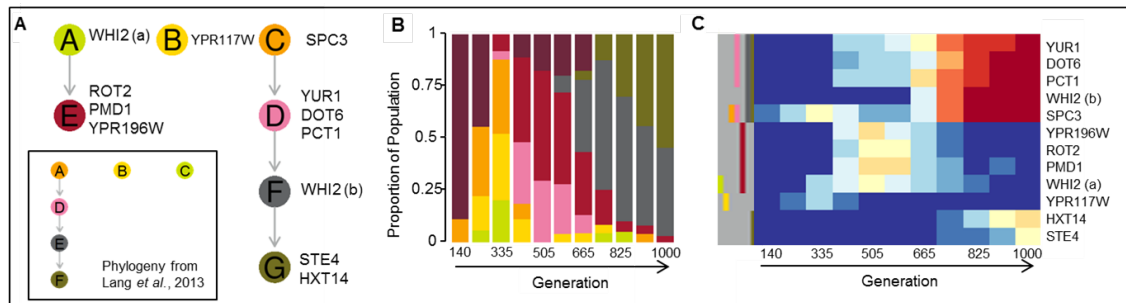 A
A WHI2 (a) B YPR117W C SPC3
E ROT2
PMD1
YPR196W
D YUR1
DOT6
PCT1
F WHI2 (b)
G STE4
HXT14
A B C
D
E
F
Phylogeny from
Lang et al., 2013
B
Proportion of Population
1
0.75
0.5
0.25
0
140 335 505 665 825 1000
Generation
C
YUR1
DOT6
PCT1
WHI2 (b)
SPC3
YPR196W
ROT2
PMD1
WHI2 (a)
YPR117W
HXT14
STE4
140 335 505 665 825 1000
Generation